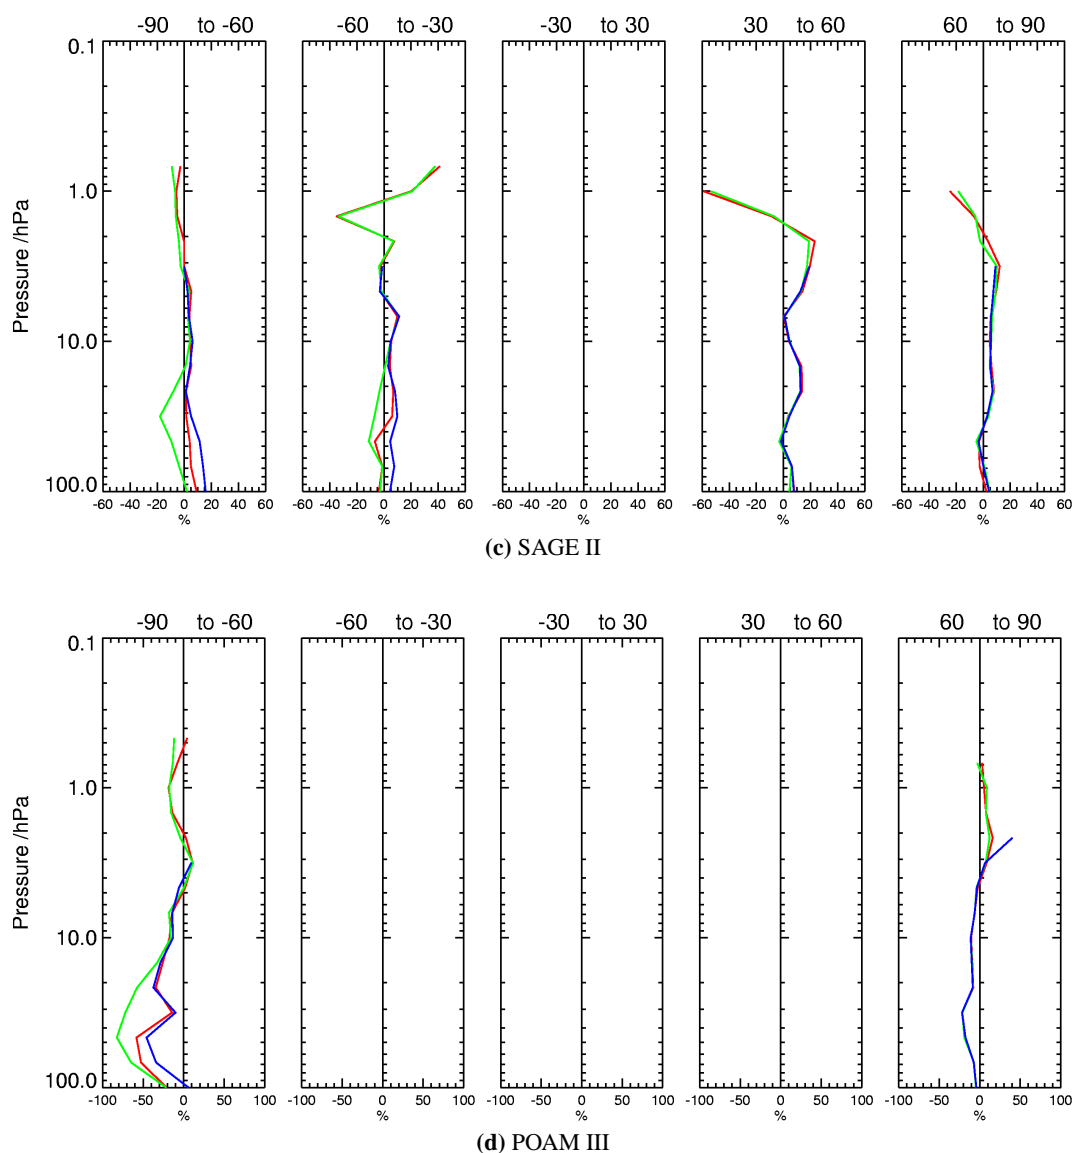 -90 to -60 -60 to -30 -30 to 30 30 to 60 60 to 90
0.1
1.0
10.0
100.0
Pressure /hPa
-60 -40 -20 0 20 40 60 -60 -40 -20 0 20 40 60 -60 -40 -20 0 20 40 60 -60 -40 -20 0 20 40 60 -60 -40 -20 0 20 40 60
% % % % %
(c) SAGE II
-90 to -60 -60 to -30 -30 to 30 30 to 60 60 to 90
0.1
1.0
10.0
100.0
Pressure /hPa
-100 -50 0 50 100 -100 -50 0 50 100 -100 -50 0 50 100 -100 -50 0 50 100 -100 -50 0 50 100
% % % % %
(d) POAM III